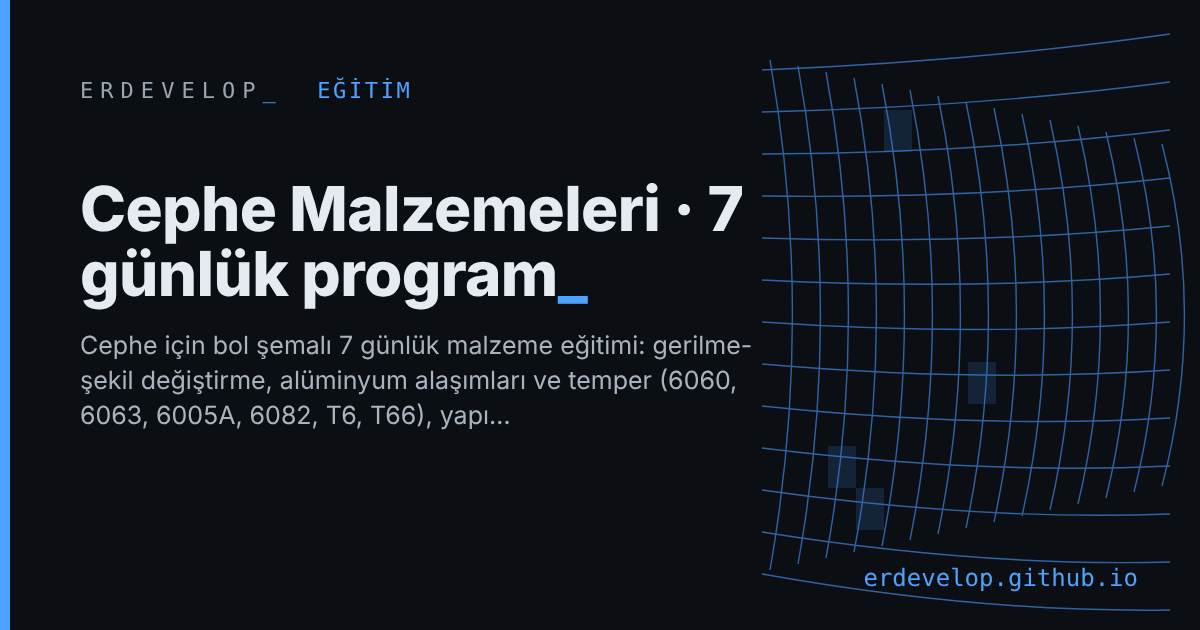 ERDEVELOP_ EĞİTİM
Cephe Malzemeleri · 7
günlük program_
Cephe için bol şemalı 7 günlük malzeme eğitimi: gerilme-
şekil değiştirme, alüminyum alaşımları ve temper (6060,
6063, 6005A, 6082, T6, T66), yapı...
erdevelop.github.io